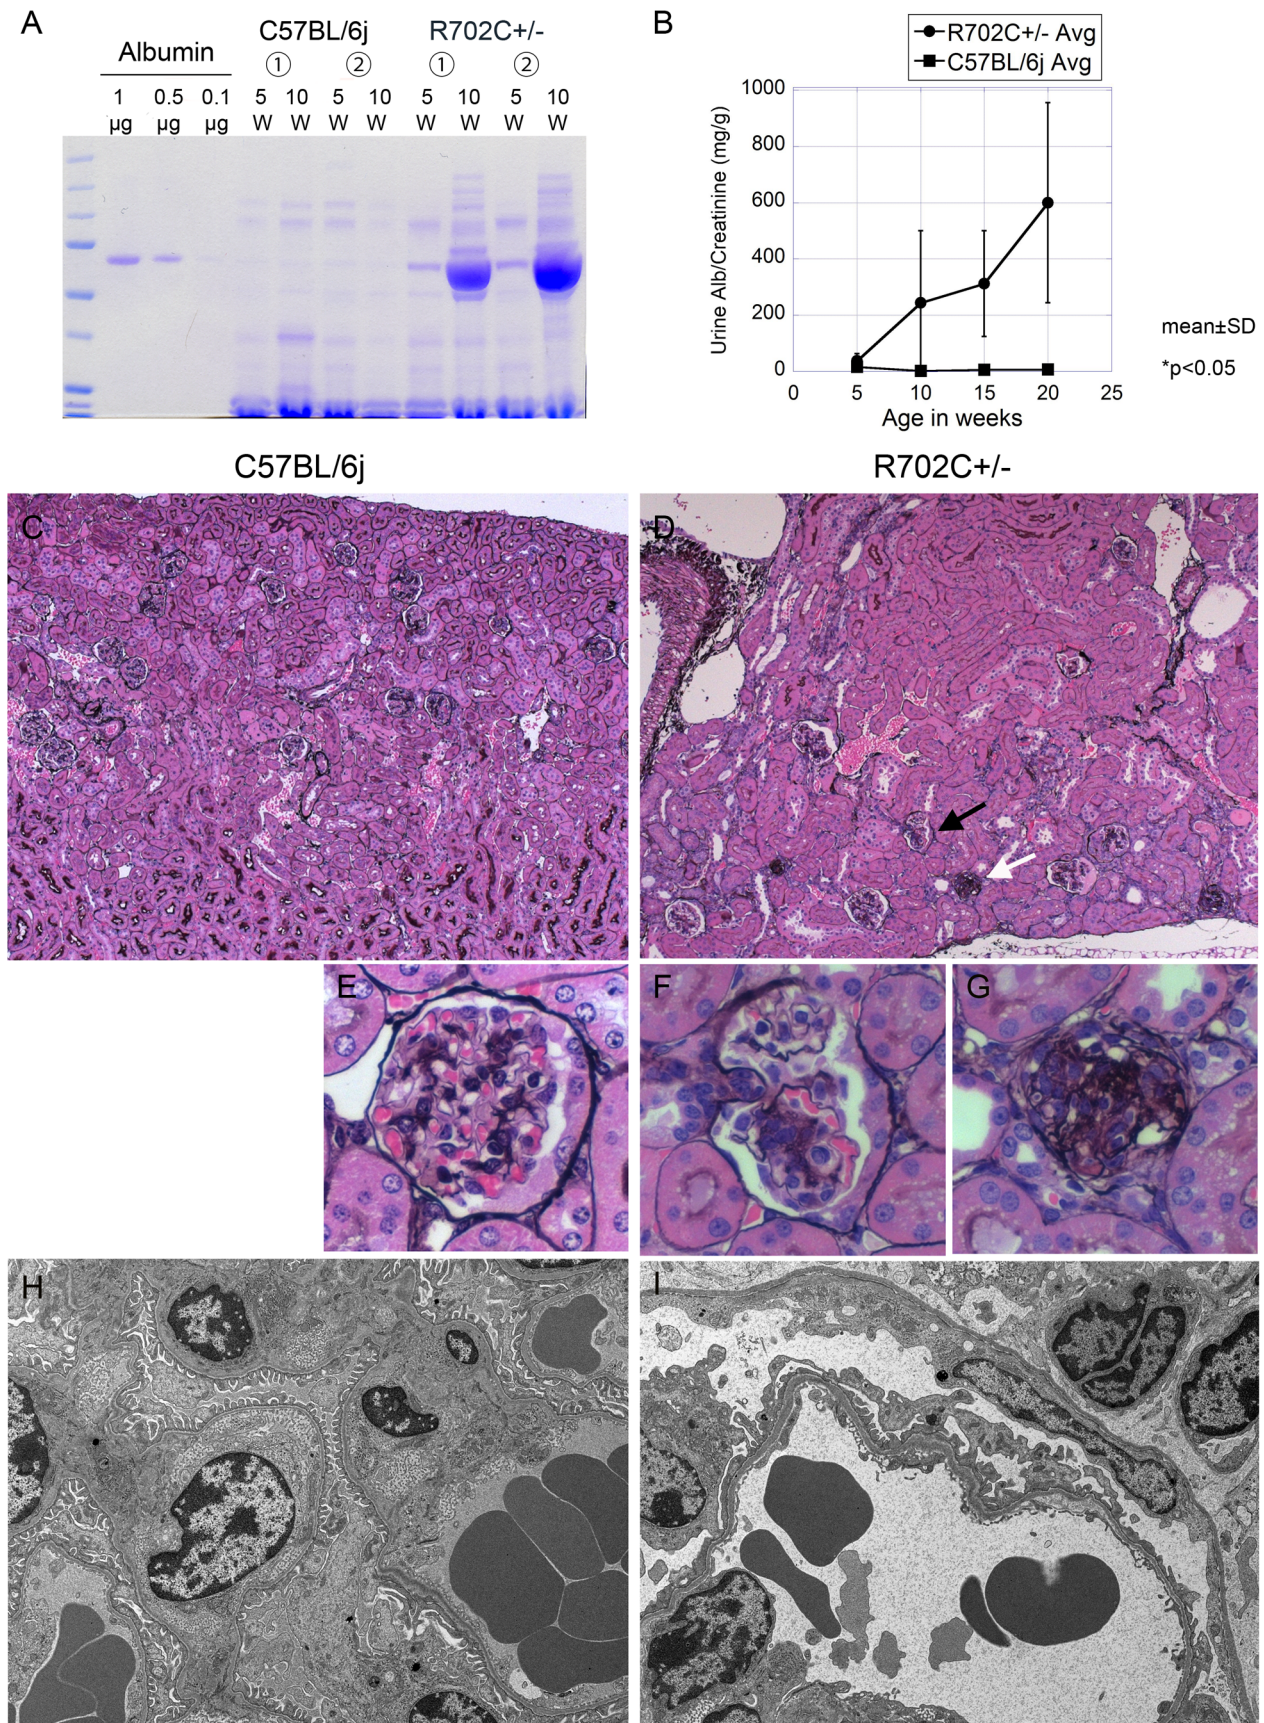 A
Albumin
C57BL/6j
R702C+/-
① ② ① ②
1 0.5 0.1 5 10 5 10 5 10 5 10
µg µg µg W W W W W W W W
B
R702C+/- Avg
C57BL/6j Avg
Urine Alb/Creatinine (mg/g)
1000
800
600
400
200
0
0 5 10 15 20 25
Age in weeks
mean±SD
*p<0.05
C57BL/6j
R702C+/-
C
D
E
F
G
H
I